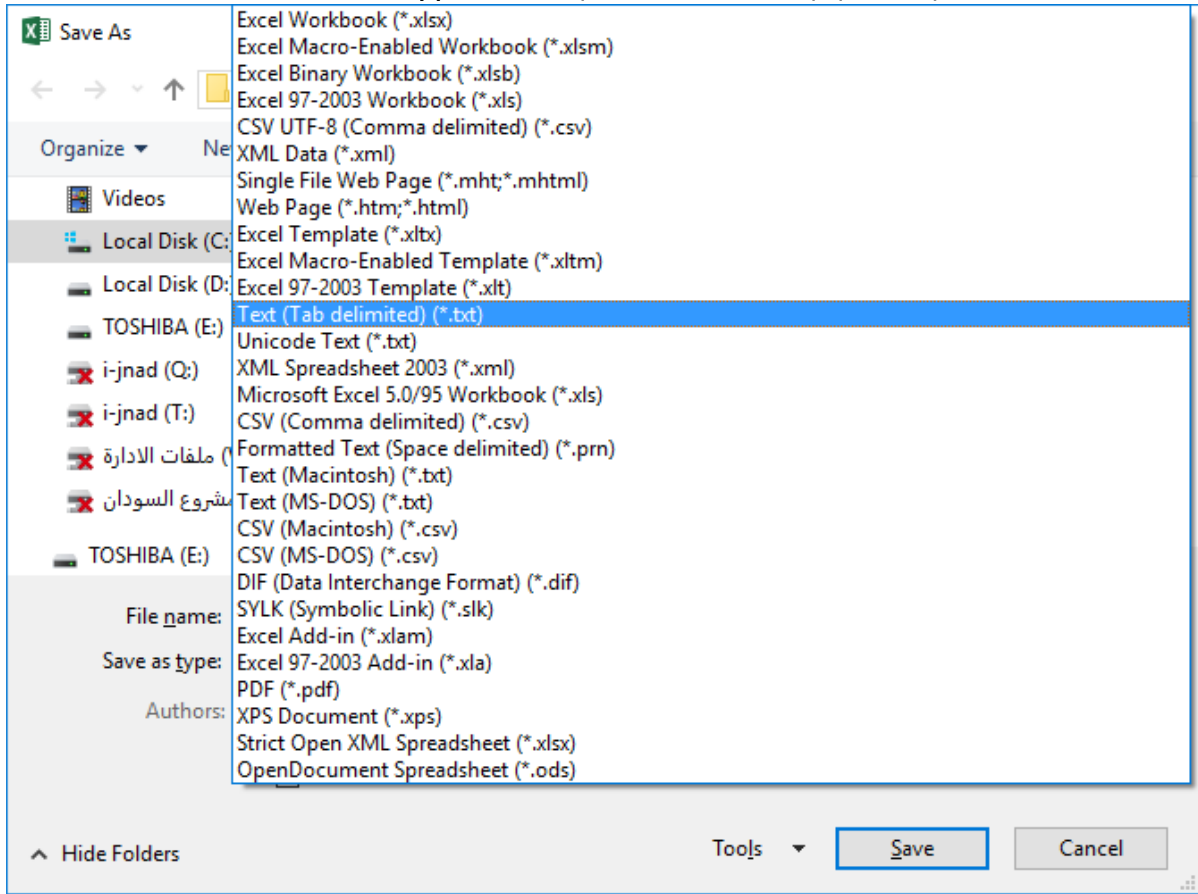 Save As
Organize
Ne
Videos
Local Disk (C:
Local Disk (D:
TOSHIBA (E:)
i-jnad (Q:)
i-jnad (T:)
ملفات الادارة (
مشروع السودان
TOSHIBA (E:)
Excel Workbook (*.xlsx)
Excel Macro-Enabled Workbook (*.xlsm)
Excel Binary Workbook (*.xlsb)
Excel 97-2003 Workbook (*.xls)
CSV UTF-8 (Comma delimited) (*.csv)
XML Data (*.xml)
Single File Web Page (*.mht;*.mhtml)
Web Page (*.htm;*.html)
Excel Template (*.xltx)
Excel Macro-Enabled Template (*.xltm)
Excel 97-2003 Template (*.xlt)
Text (Tab delimited) (*.txt)
Unicode Text (*.txt)
XML Spreadsheet 2003 (*.xml)
Microsoft Excel 5.0/95 Workbook (*.xls)
CSV (Comma delimited) (*.csv)
Formatted Text (Space delimited) (*.prn)
Text (Macintosh) (*.txt)
Text (MS-DOS) (*.txt)
CSV (Macintosh) (*.csv)
CSV (MS-DOS) (*.csv)
DIF (Data Interchange Format) (*.dif)
SYLK (Symbolic Link) (*.slk)
Excel Add-in (*.xlam)
Excel 97-2003 Add-in (*.xla)
PDF (*.pdf)
XPS Document (*.xps)
Strict Open XML Spreadsheet (*.xlsx)
OpenDocument Spreadsheet (*.ods)
File name:
Save as type:
Authors:
Hide Folders
Tools
Save
Cancel